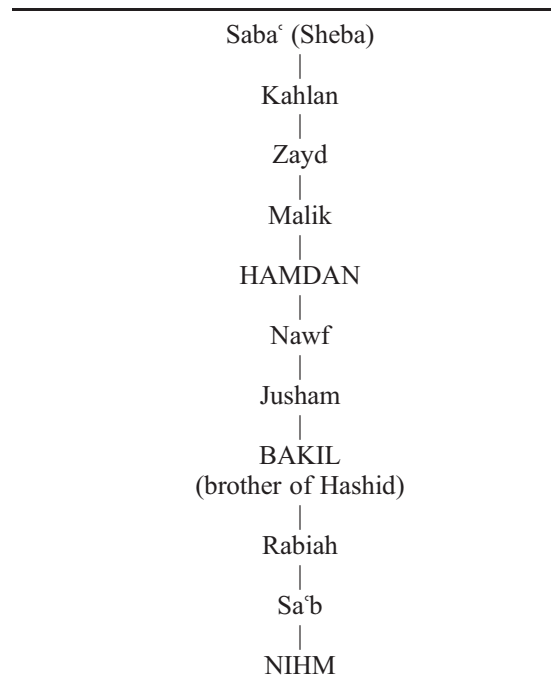 Sabaʿ (Sheba)
Kahlan
Zayd
Malik
HAMDAN
Nawf
Jusham
BAKIL
(brother of Hashid)
Rabiah
Saʿb
NIHM